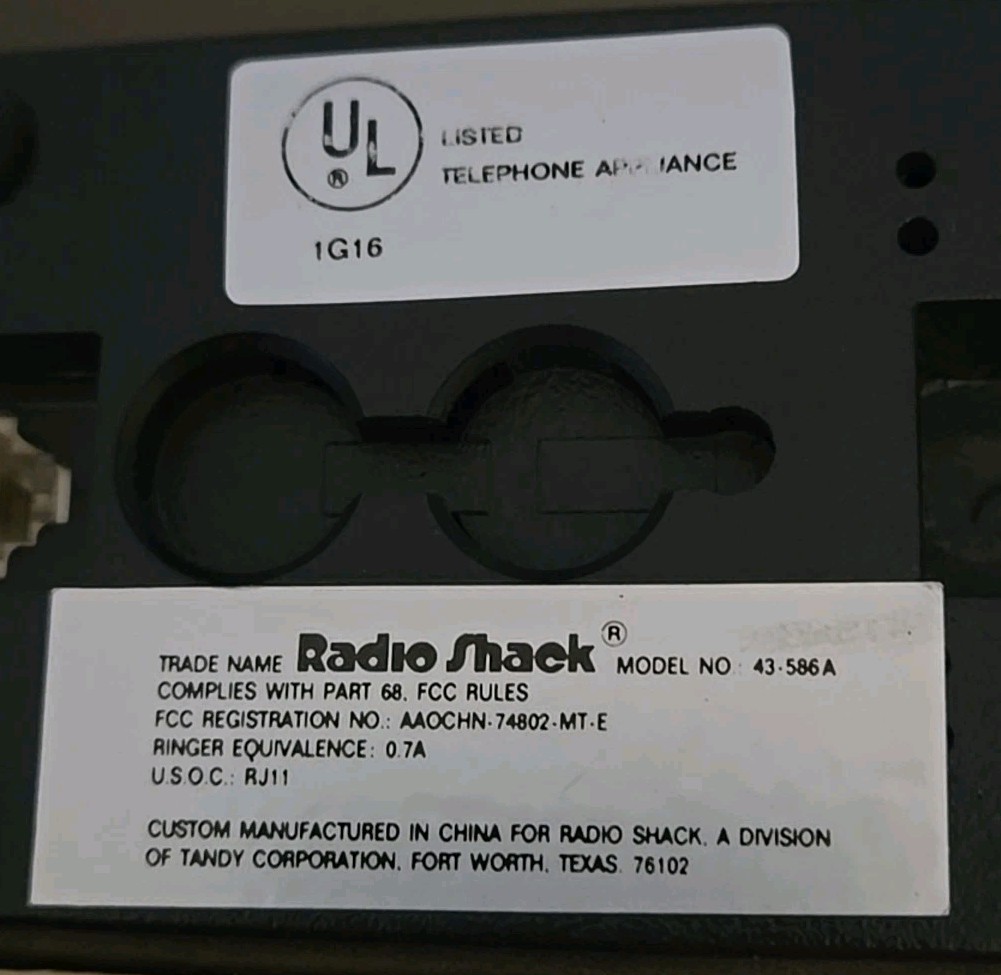 UL
®
LISTED
TELEPHONE
1G16
TRADE NAME Radio Shack ® MODEL NO.: 43-586A
COMPLIES WITH PART 68, FCC RULES
FCC REGISTRATION NO.: AAOCHN-74802-MT-E
RINGER EQUIVALENCE: 0.7A
U.S.O.C.: RJ11
CUSTOM MANUFACTURED IN CHINA FOR RADIO SHACK, A DIVISION
OF TANDY CORPORATION, FORT WORTH, TEXAS 76102